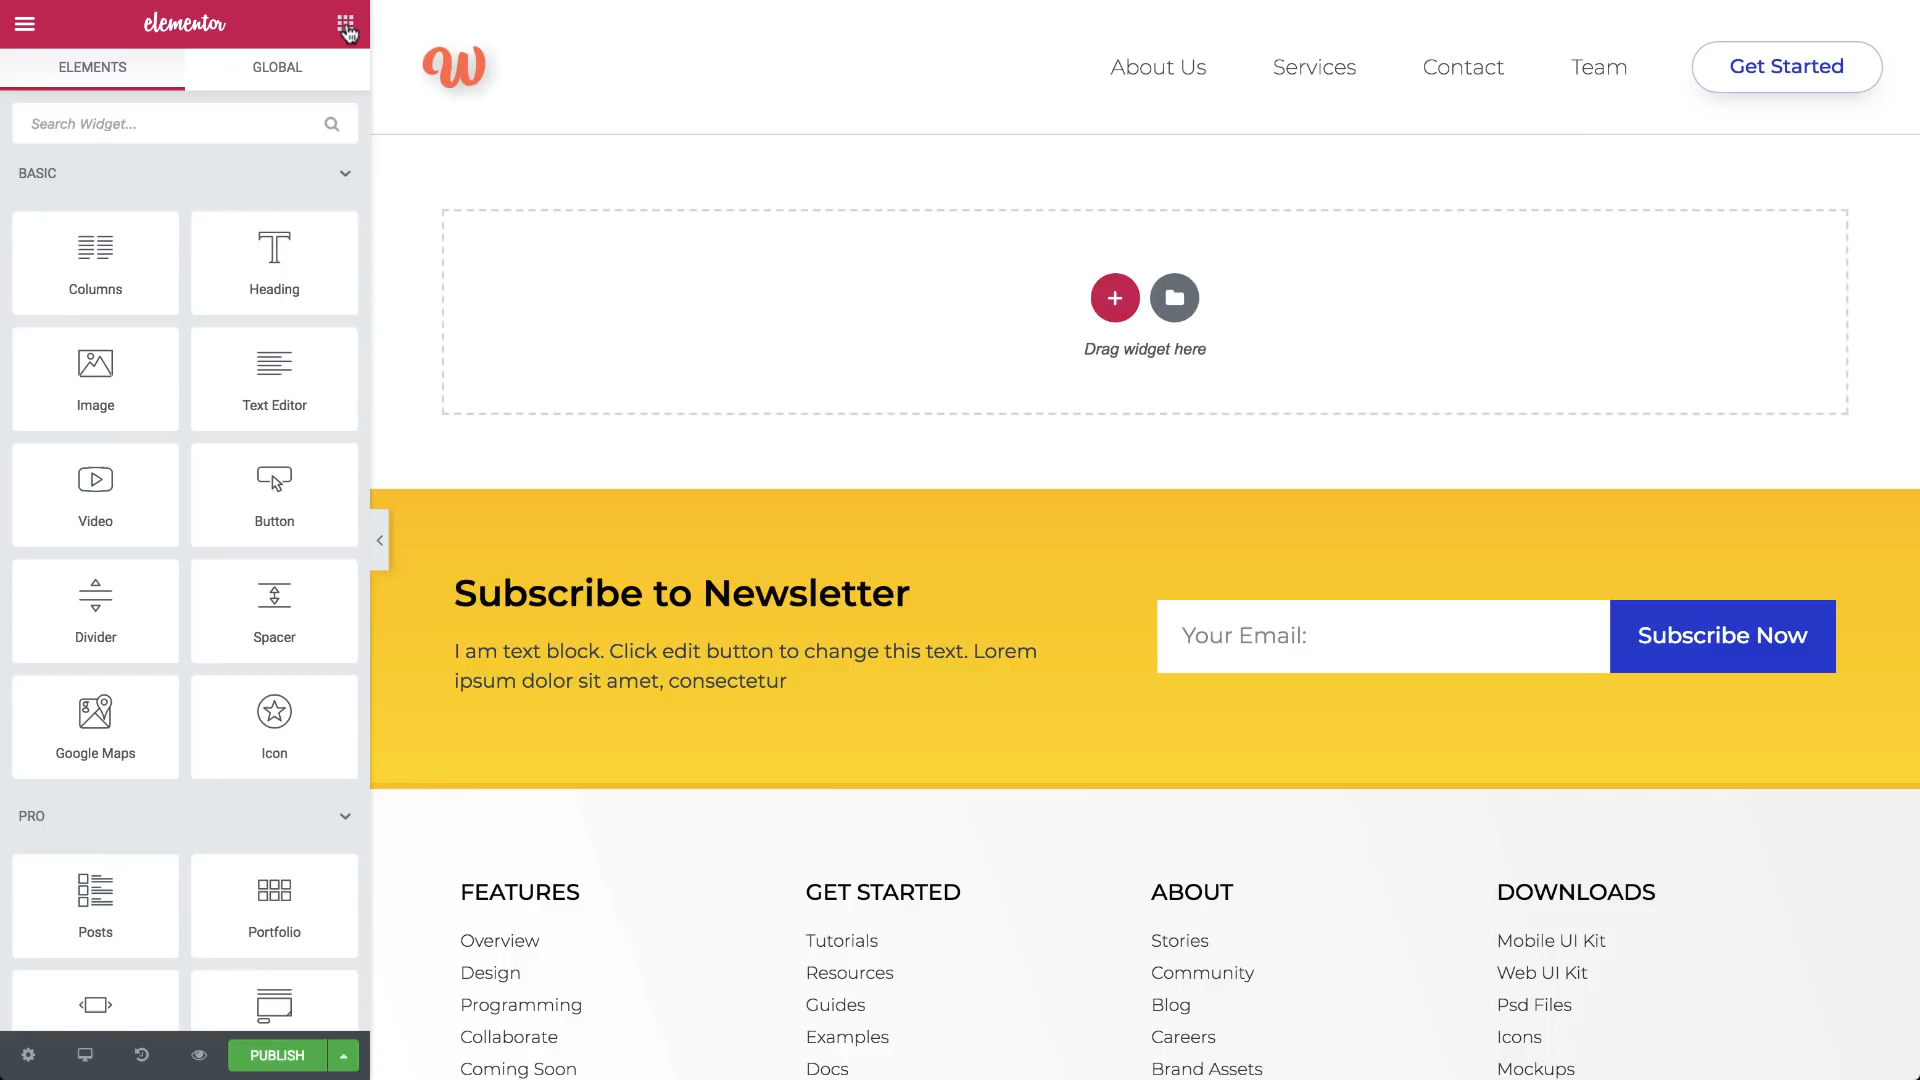 elementor
ELEMENTS
GLOBAL
Search Widget...
BASIC
Columns
Heading
Image
Text Editor
Video
Button
Divider
Spacer
Google Maps
Icon
PRO
Posts
Portfolio
PUBLISH
W
About Us
Services
Contact
Team
Get Started
Drag widget here
Subscribe to Newsletter
I am text block. Click edit button to change this text. Lorem
ipsum dolor sit amet, consectetur
Your Email:
Subscribe Now
FEATURES
Overview
Design
Programming
Collaborate
Coming Soon
GET STARTED
Tutorials
Resources
Guides
Examples
Docs
ABOUT
Stories
Community
Blog
Careers
Brand Assets
DOWNLOADS
Mobile UI Kit
Web UI Kit
Psd Files
Icons
Mockups